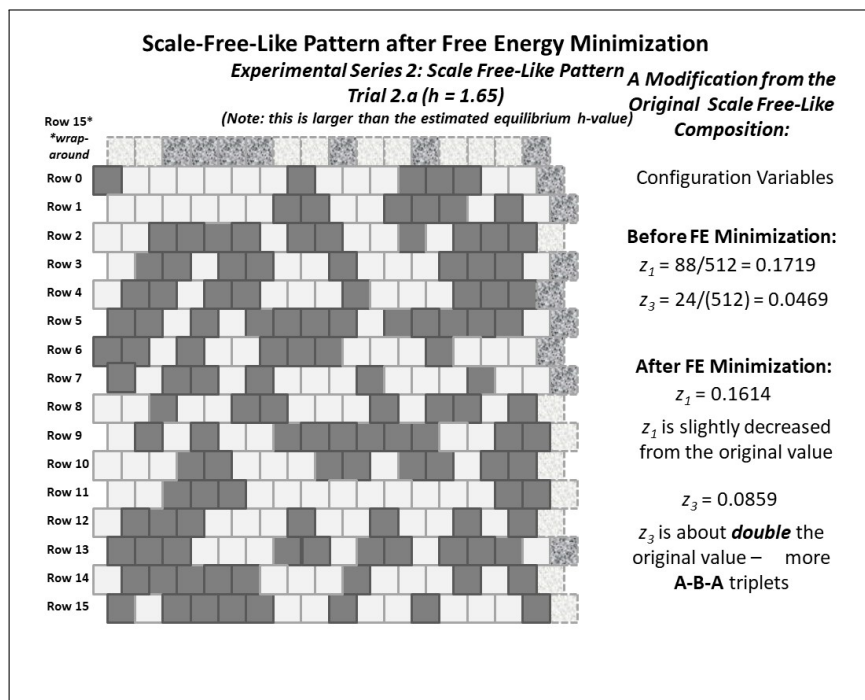 Scale-Free-Like Pattern after Free Energy Minimization
Experimental Series 2: Scale Free-Like Pattern
Trial 2.a (h = 1.65)
(Note: this is larger than the estimated equilibrium h-value)
A Modification from the
Original Scale Free-Like
Composition:
Configuration Variables
Before FE Minimization:
z1 = 88/512 = 0.1719
z3 = 24/(512) = 0.0469
After FE Minimization:
z1 = 0.1614
z1 is slightly decreased
from the original value
z3 = 0.0859
z3 is about double the
original value – more
A-B-A triplets
Row 15*
*wrap-
around
Row 0
Row 1
Row 2
Row 3
Row 4
Row 5
Row 6
Row 7
Row 8
Row 9
Row 10
Row 11
Row 12
Row 13
Row 14
Row 15